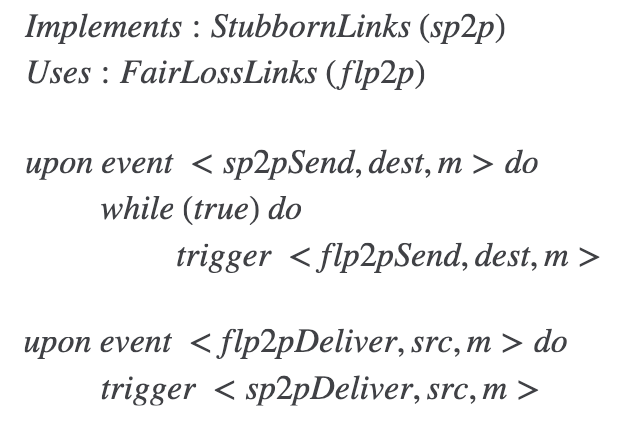 Implements : StubbornLinks (sp2p)
Uses : FairLossLinks (flp2p)
upon event < sp2pSend, dest, m > do
while (true) do
trigger < flp2pSend, dest, m >
upon event < flp2pDeliver, src, m > do
trigger < sp2pDeliver, src, m >